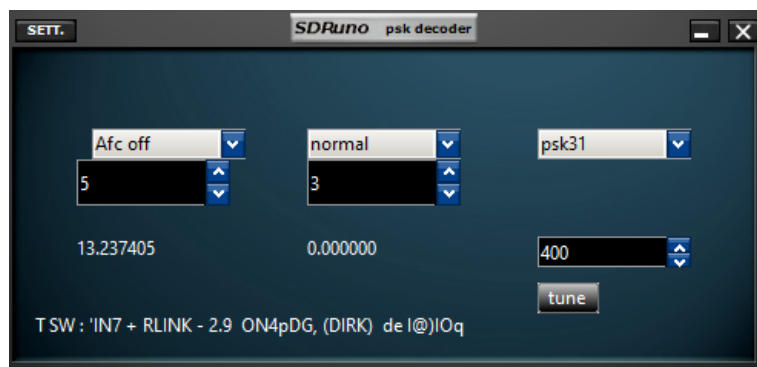 SETT. SDRuno psk decoder
Afc off normal psk31
5 3
13.237405 0.000000 400
tune
T SW : 'IN7 + RLINK - 2.9 ON4pDG, (DIRK) de I@)IOq